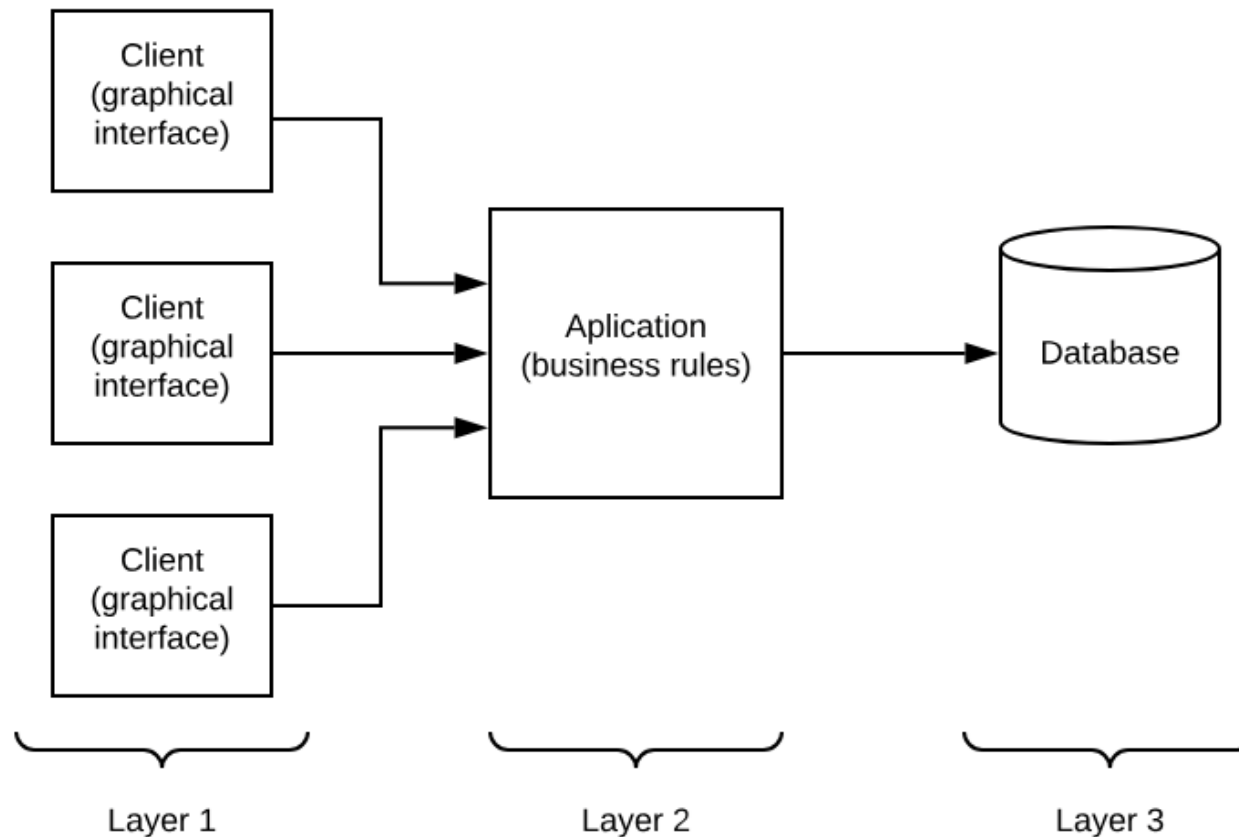 Client
(graphical
interface)
Client
(graphical
interface)
Client
(graphical
interface)
Aplication
(business rules)
Database
Layer 1
Layer 2
Layer 3